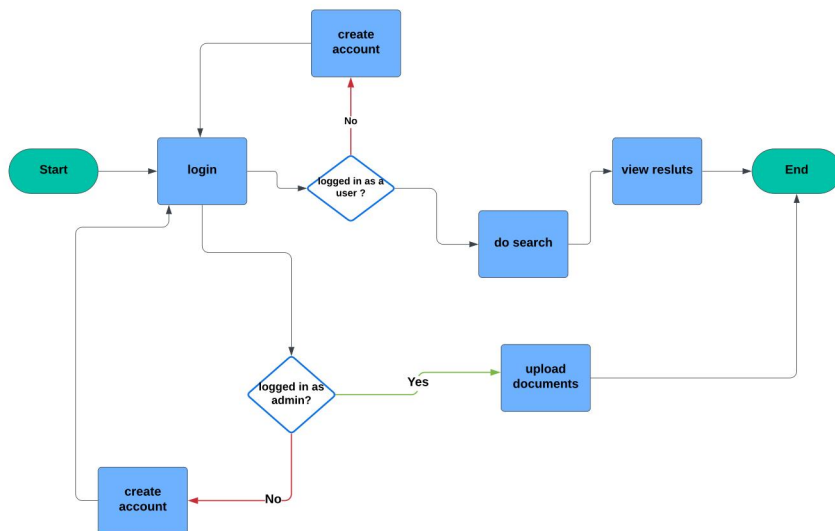 create
account
No
Start
login
logged in as a
user ?
view resluts
End
do search
logged in as
admin?
Yes
upload
documents
No
create
account